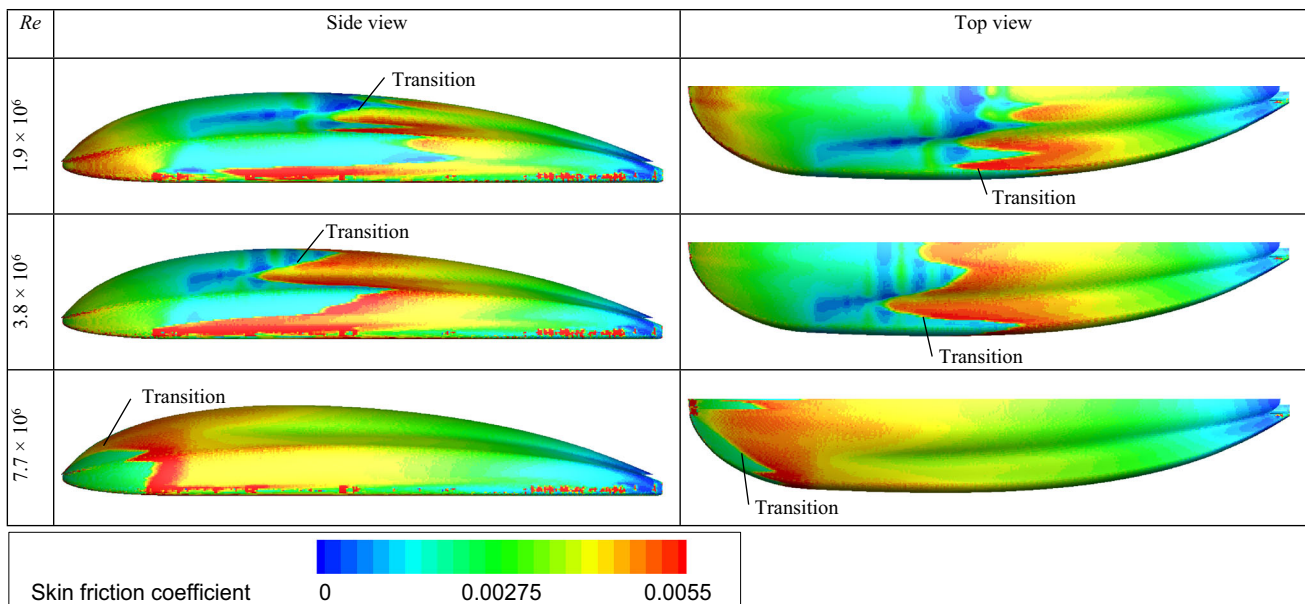 Re Side view Top view
1.9 × 10⁶
Transition
Transition
3.8 × 10⁶
Transition
Transition
7.7 × 10⁶
Transition
Transition
Skin friction coefficient 0 0.00275 0.0055